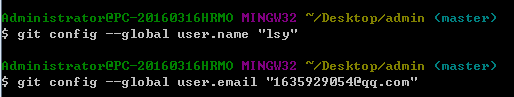 Administrator@PC-20160316HRMO MINGW32 ~/Desktop/admin (master)
$ git config --global user.name "lsy"
Administrator@PC-20160316HRMO MINGW32 ~/Desktop/admin (master)
$ git config --global user.email "1635929054@qq.com"